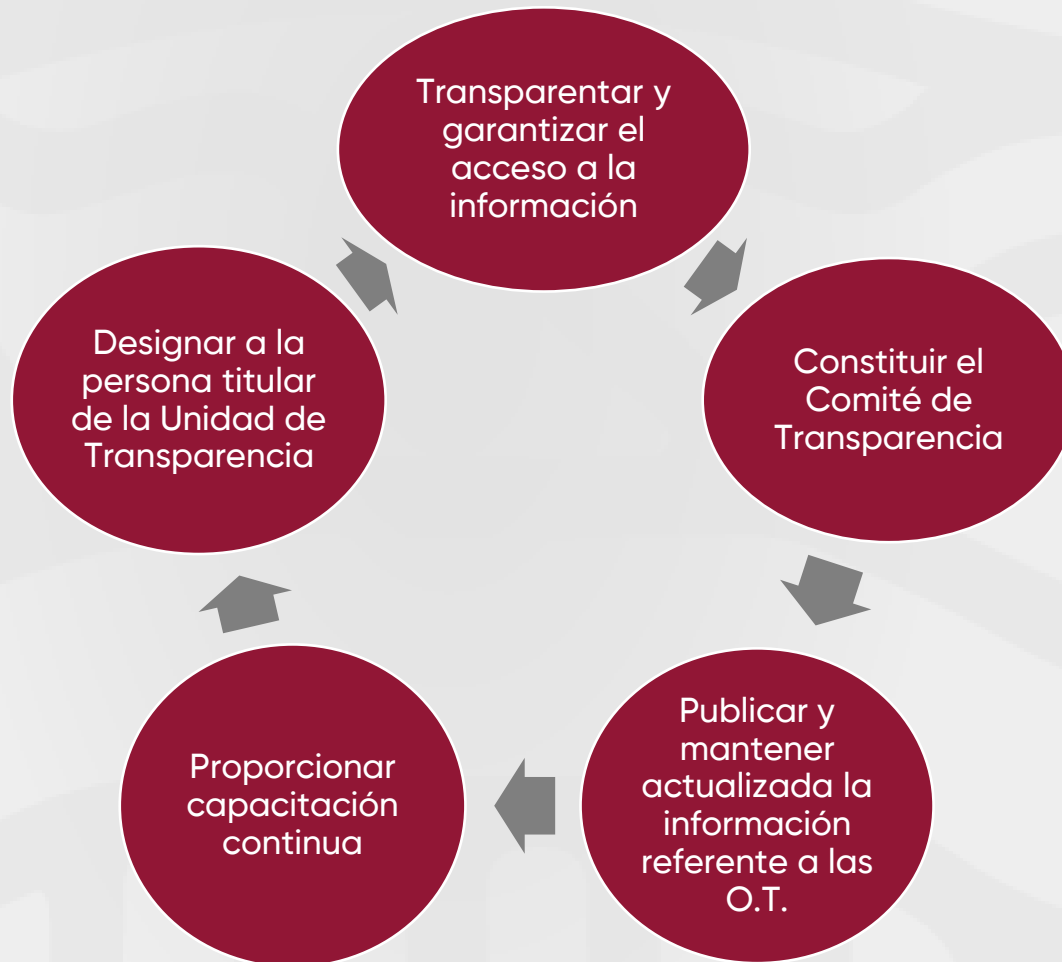 Transparentar y
garantizar el
acceso a la
información
Constituir el
Comité de
Transparencia
Publicar y
mantener
actualizada la
información
referente a las
O.T.
Proporcionar
capacitación
continua
Designar a la
persona titular
de la Unidad de
Transparencia